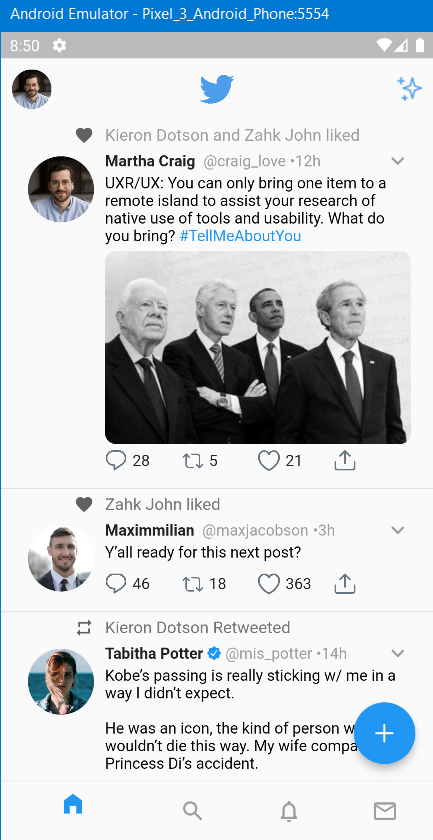 Android Emulator - Pixel_3_Android_Phone:5554
8:50
Kieron Dotson and Zahk John liked
Martha Craig @craig_love •12h
UXR/UX: You can only bring one item to a
remote island to assist your research of
native use of tools and usability. What do
you bring? #TellMeAboutYou
28 5 21
Zahk John liked
Maximmilian @maxjacobson •3h
Y'all ready for this next post?
46 18 363
Kieron Dotson Retweeted
Tabitha Potter @mis_potter •14h
Kobe's passing is really sticking w/ me in a
way I didn't expect.
He was an icon, the kind of person w
wouldn't die this way. My wife compa
Princess Di's accident.